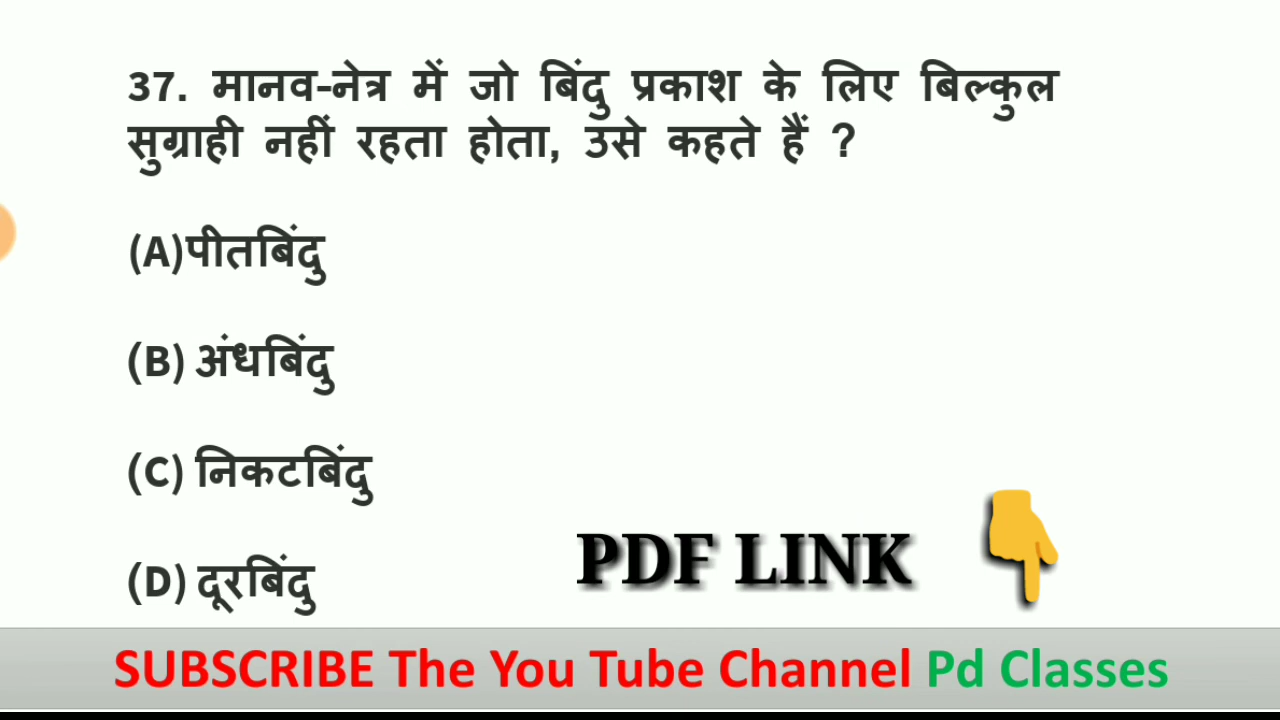 37. मानव-नेत्र में जो बिंदु प्रकाश के लिए बिल्कुल
सुग्राही नहीं रहता होता, उसे कहते हैं ?
(A)पीतबिंदु
(B) अंधबिंदु
(C) निकटबिंदु
(D) दूरबिंदु
PDF LINK
SUBSCRIBE The You Tube Channel Pd Classes